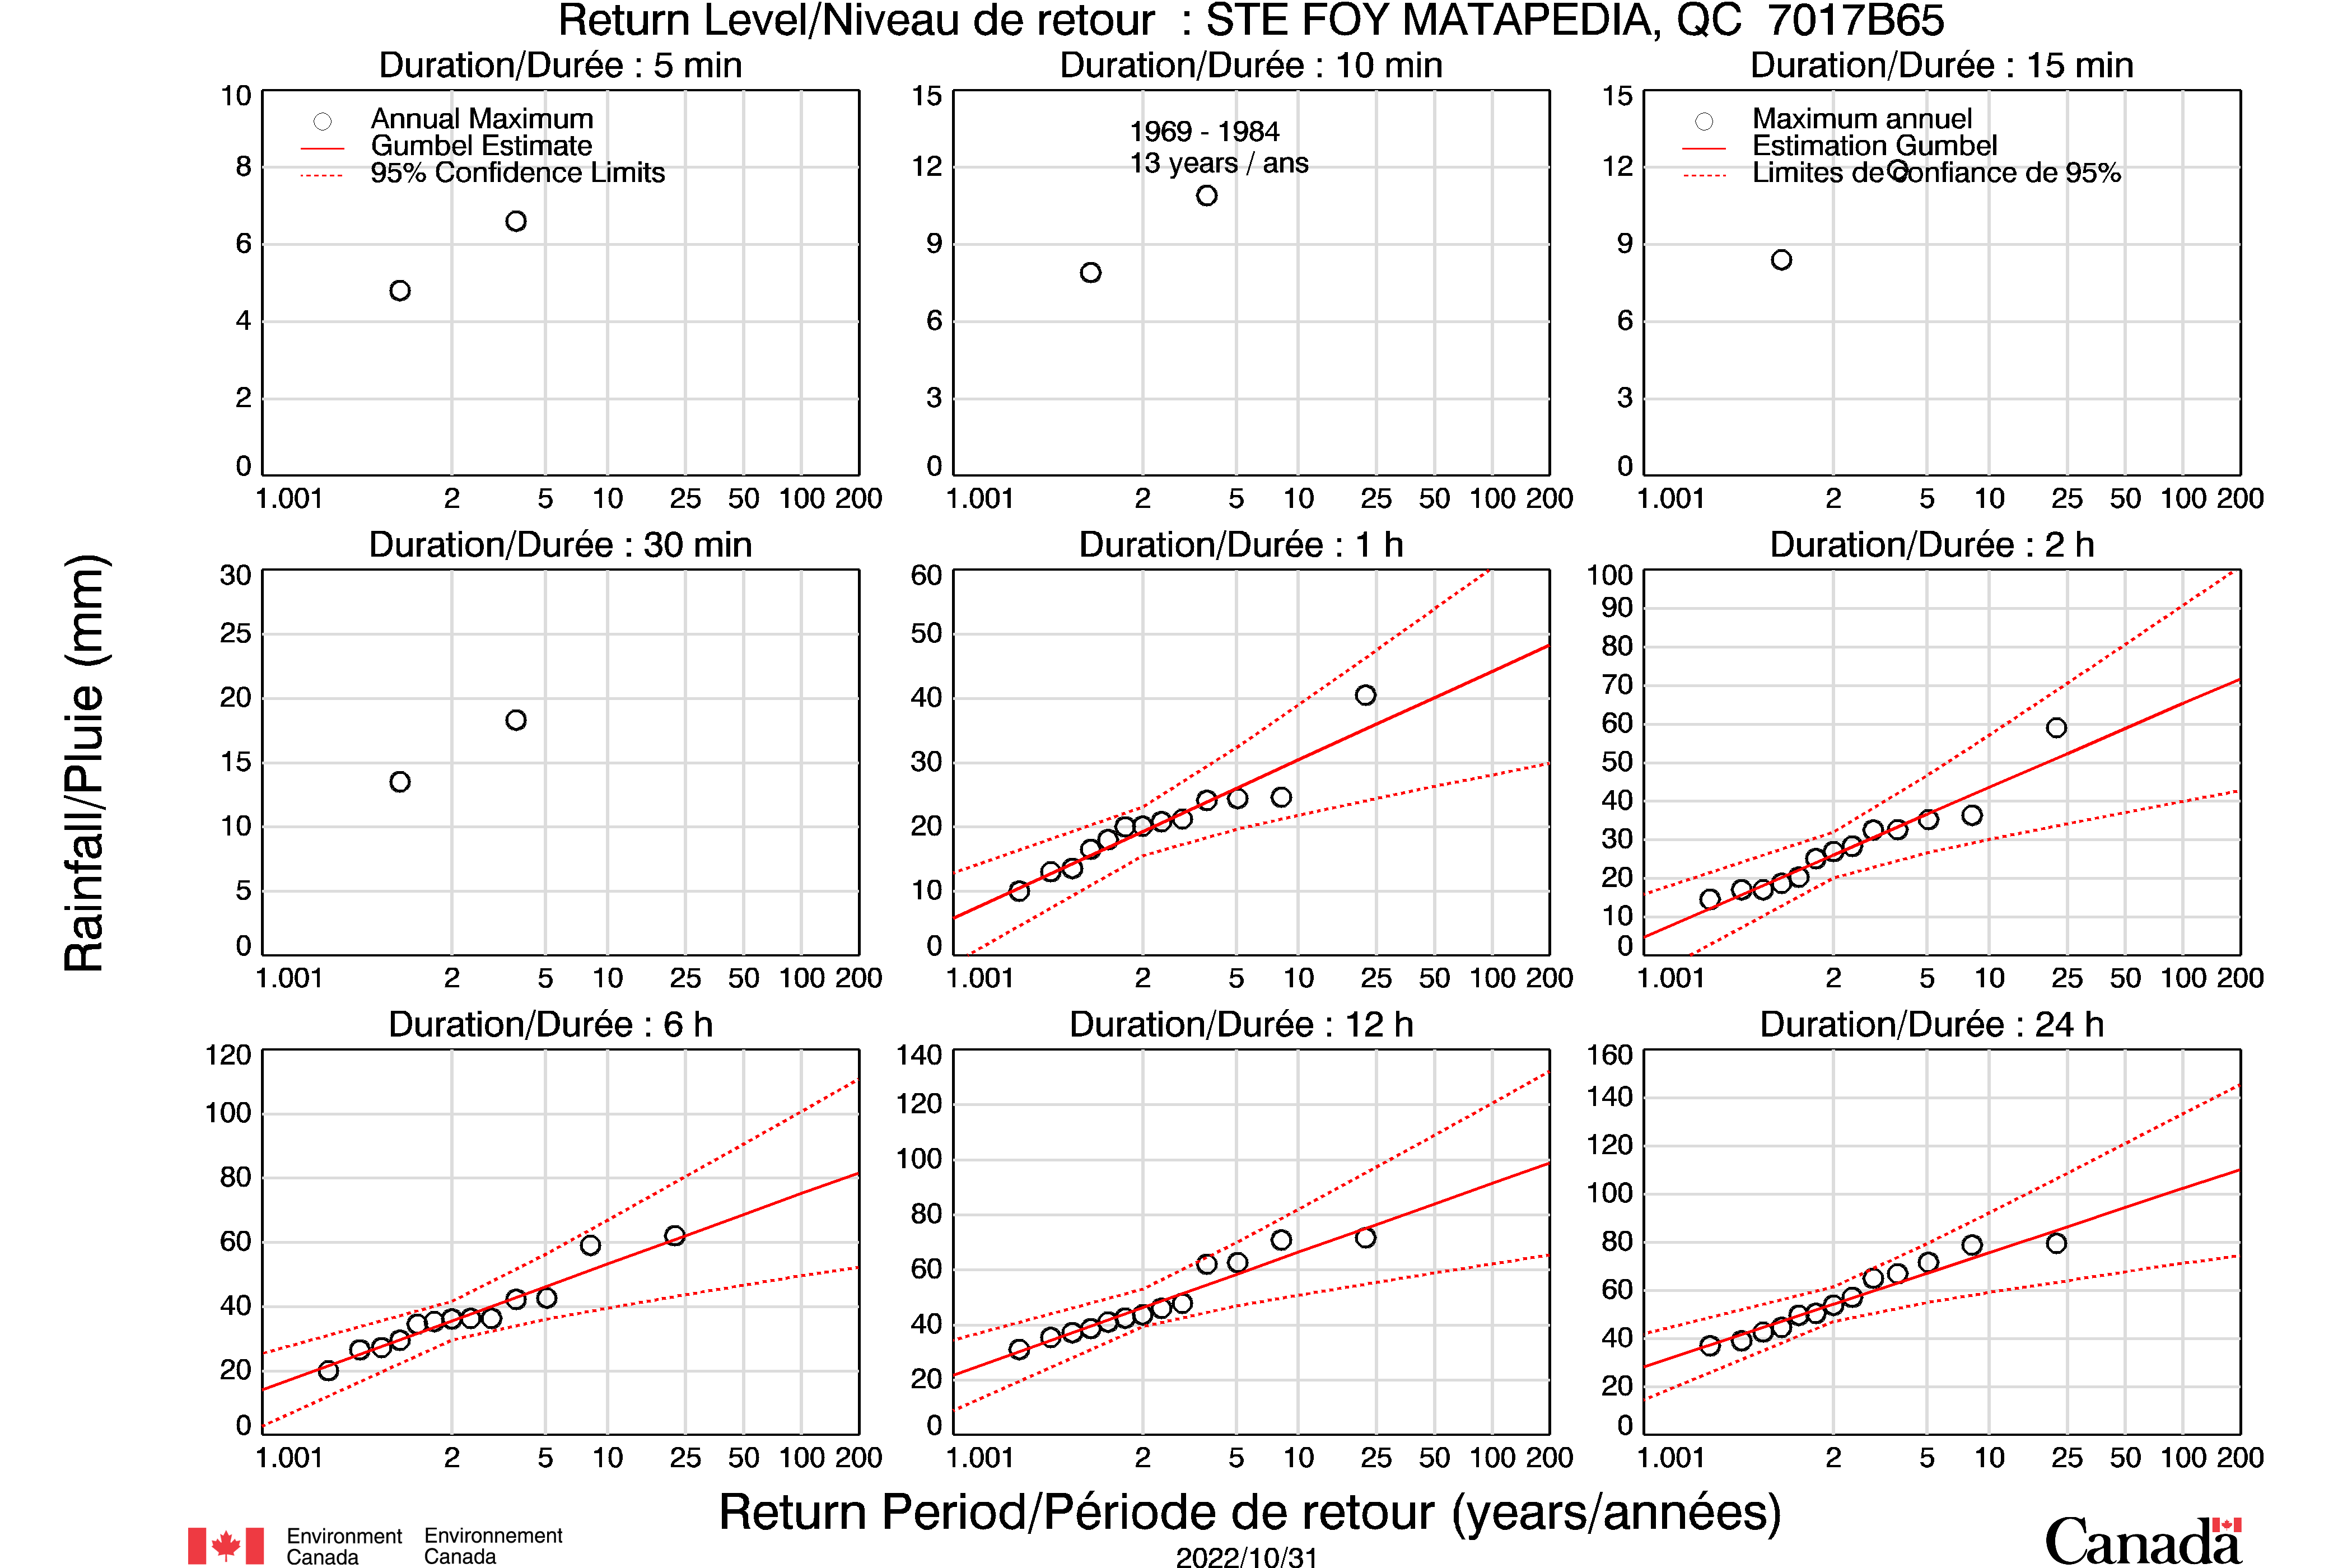 Return Level/Niveau de retour : STE FOY MATAPEDIA, QC 7017B65
Duration/Durée : 5 min
10
8
6
4
2
0
Annual Maximum
Gumbel Estimate
95% Confidence Limits
1.001 2 5 10 25 50 100 200
Duration/Durée : 10 min
15
12
9
6
3
0
1969 - 1984
13 years / ans
1.001 2 5 10 25 50 100 200
Duration/Durée : 15 min
15
12
9
6
3
0
Maximum annuel
Estimation Gumbel
Limites de confiance de 95%
1.001 2 5 10 25 50 100 200
Rainfall/Pluie (mm)
Duration/Durée : 30 min
30
25
20
15
10
5
0
1.001 2 5 10 25 50 100 200
Duration/Durée : 1 h
60
50
40
30
20
10
0
1.001 2 5 10 25 50 100 200
Duration/Durée : 2 h
100
90
80
70
60
50
40
30
20
10
0
1.001 2 5 10 25 50 100 200
Duration/Durée : 6 h
120
100
80
60
40
20
0
1.001 2 5 10 25 50 100 200
Duration/Durée : 12 h
140
120
100
80
60
40
20
0
1.001 2 5 10 25 50 100 200
Duration/Durée : 24 h
160
140
120
100
80
60
40
20
0
1.001 2 5 10 25 50 100 200
Return Period/Période de retour (years/années)
Environment
Canada
Environnement
Canada
2022/10/31
Canada